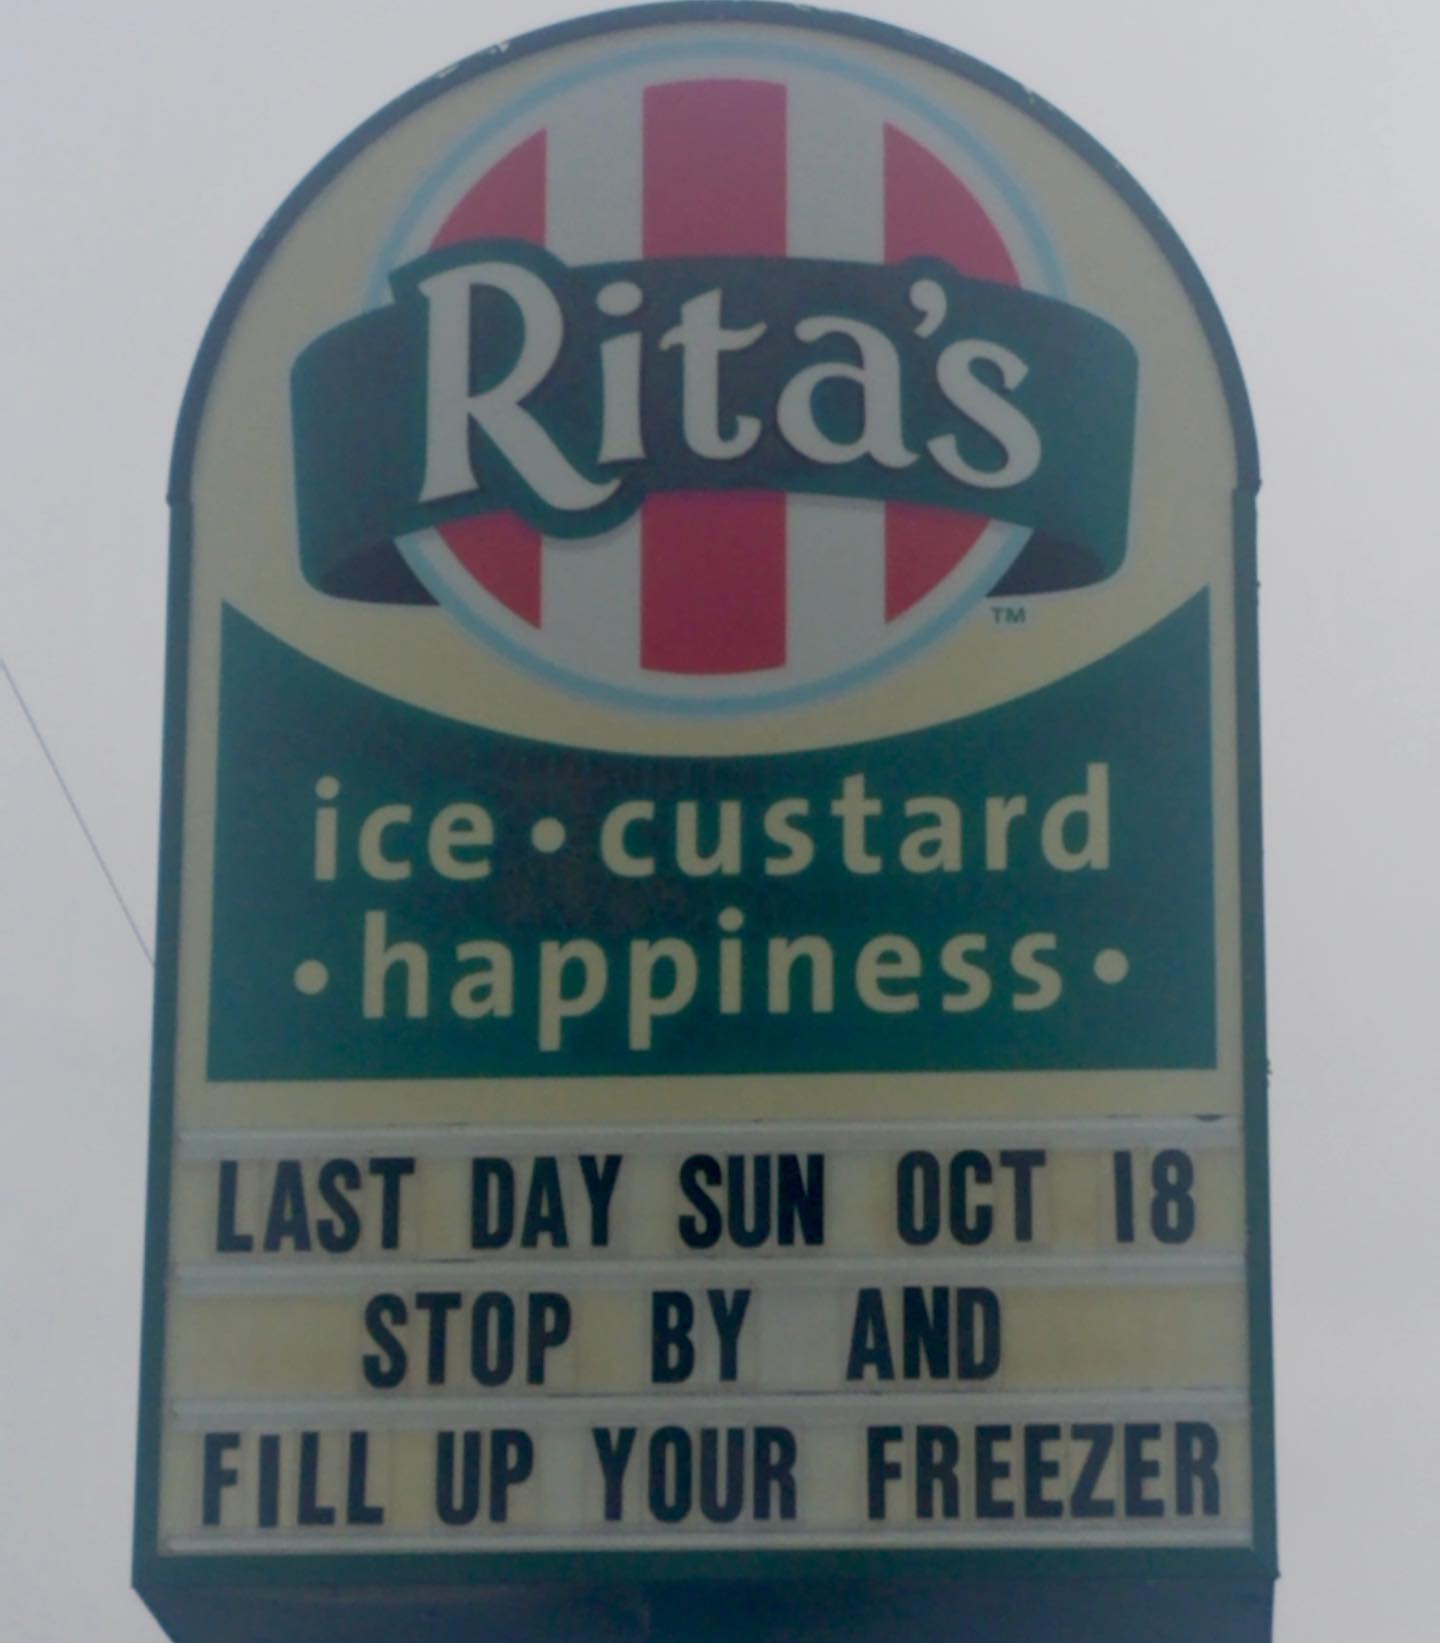 Rita's
TM
ice • custard
• happiness •
LAST DAY SUN OCT 18
STOP BY AND
FILL UP YOUR FREEZER